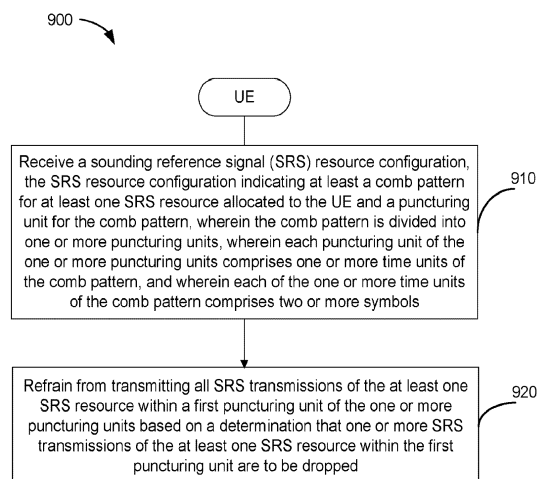 900
UE
Receive a sounding reference signal (SRS) resource configuration,
the SRS resource configuration indicating at least a comb pattern
for at least one SRS resource allocated to the UE and a puncturing
unit for the comb pattern, wherein the comb pattern is divided into
one or more puncturing units, wherein each puncturing unit of the
one or more puncturing units comprises one or more time units of
the comb pattern, and wherein each of the one or more time units
of the comb pattern comprises two or more symbols
910
Refrain from transmitting all SRS transmissions of the at least one
SRS resource within a first puncturing unit of the one or more
puncturing units based on a determination that one or more SRS
transmissions of the at least one SRS resource within the first
puncturing unit are to be dropped
920